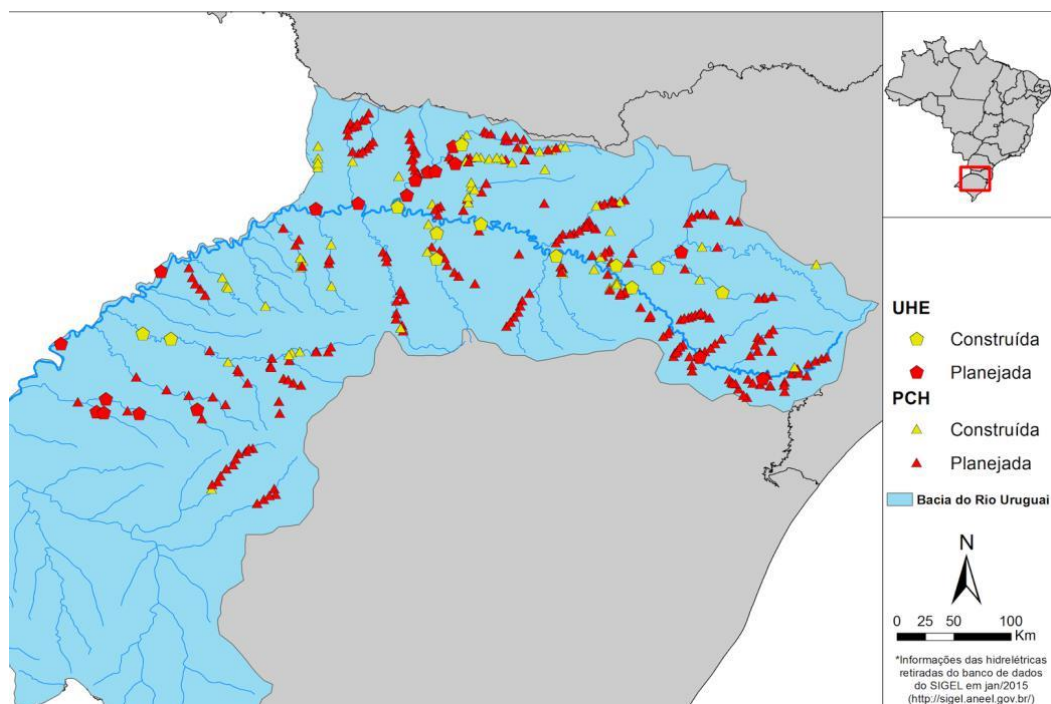 UHE
Construída
Planejada
PCH
Construída
Planejada
Bacia do Rio Uruguai
N
0 25 50 100
Km
*Informações das hidrelétricas
retiradas do banco de dados
do SIGEL em jan/2015
(http://sigel.aneel.gov.br/)